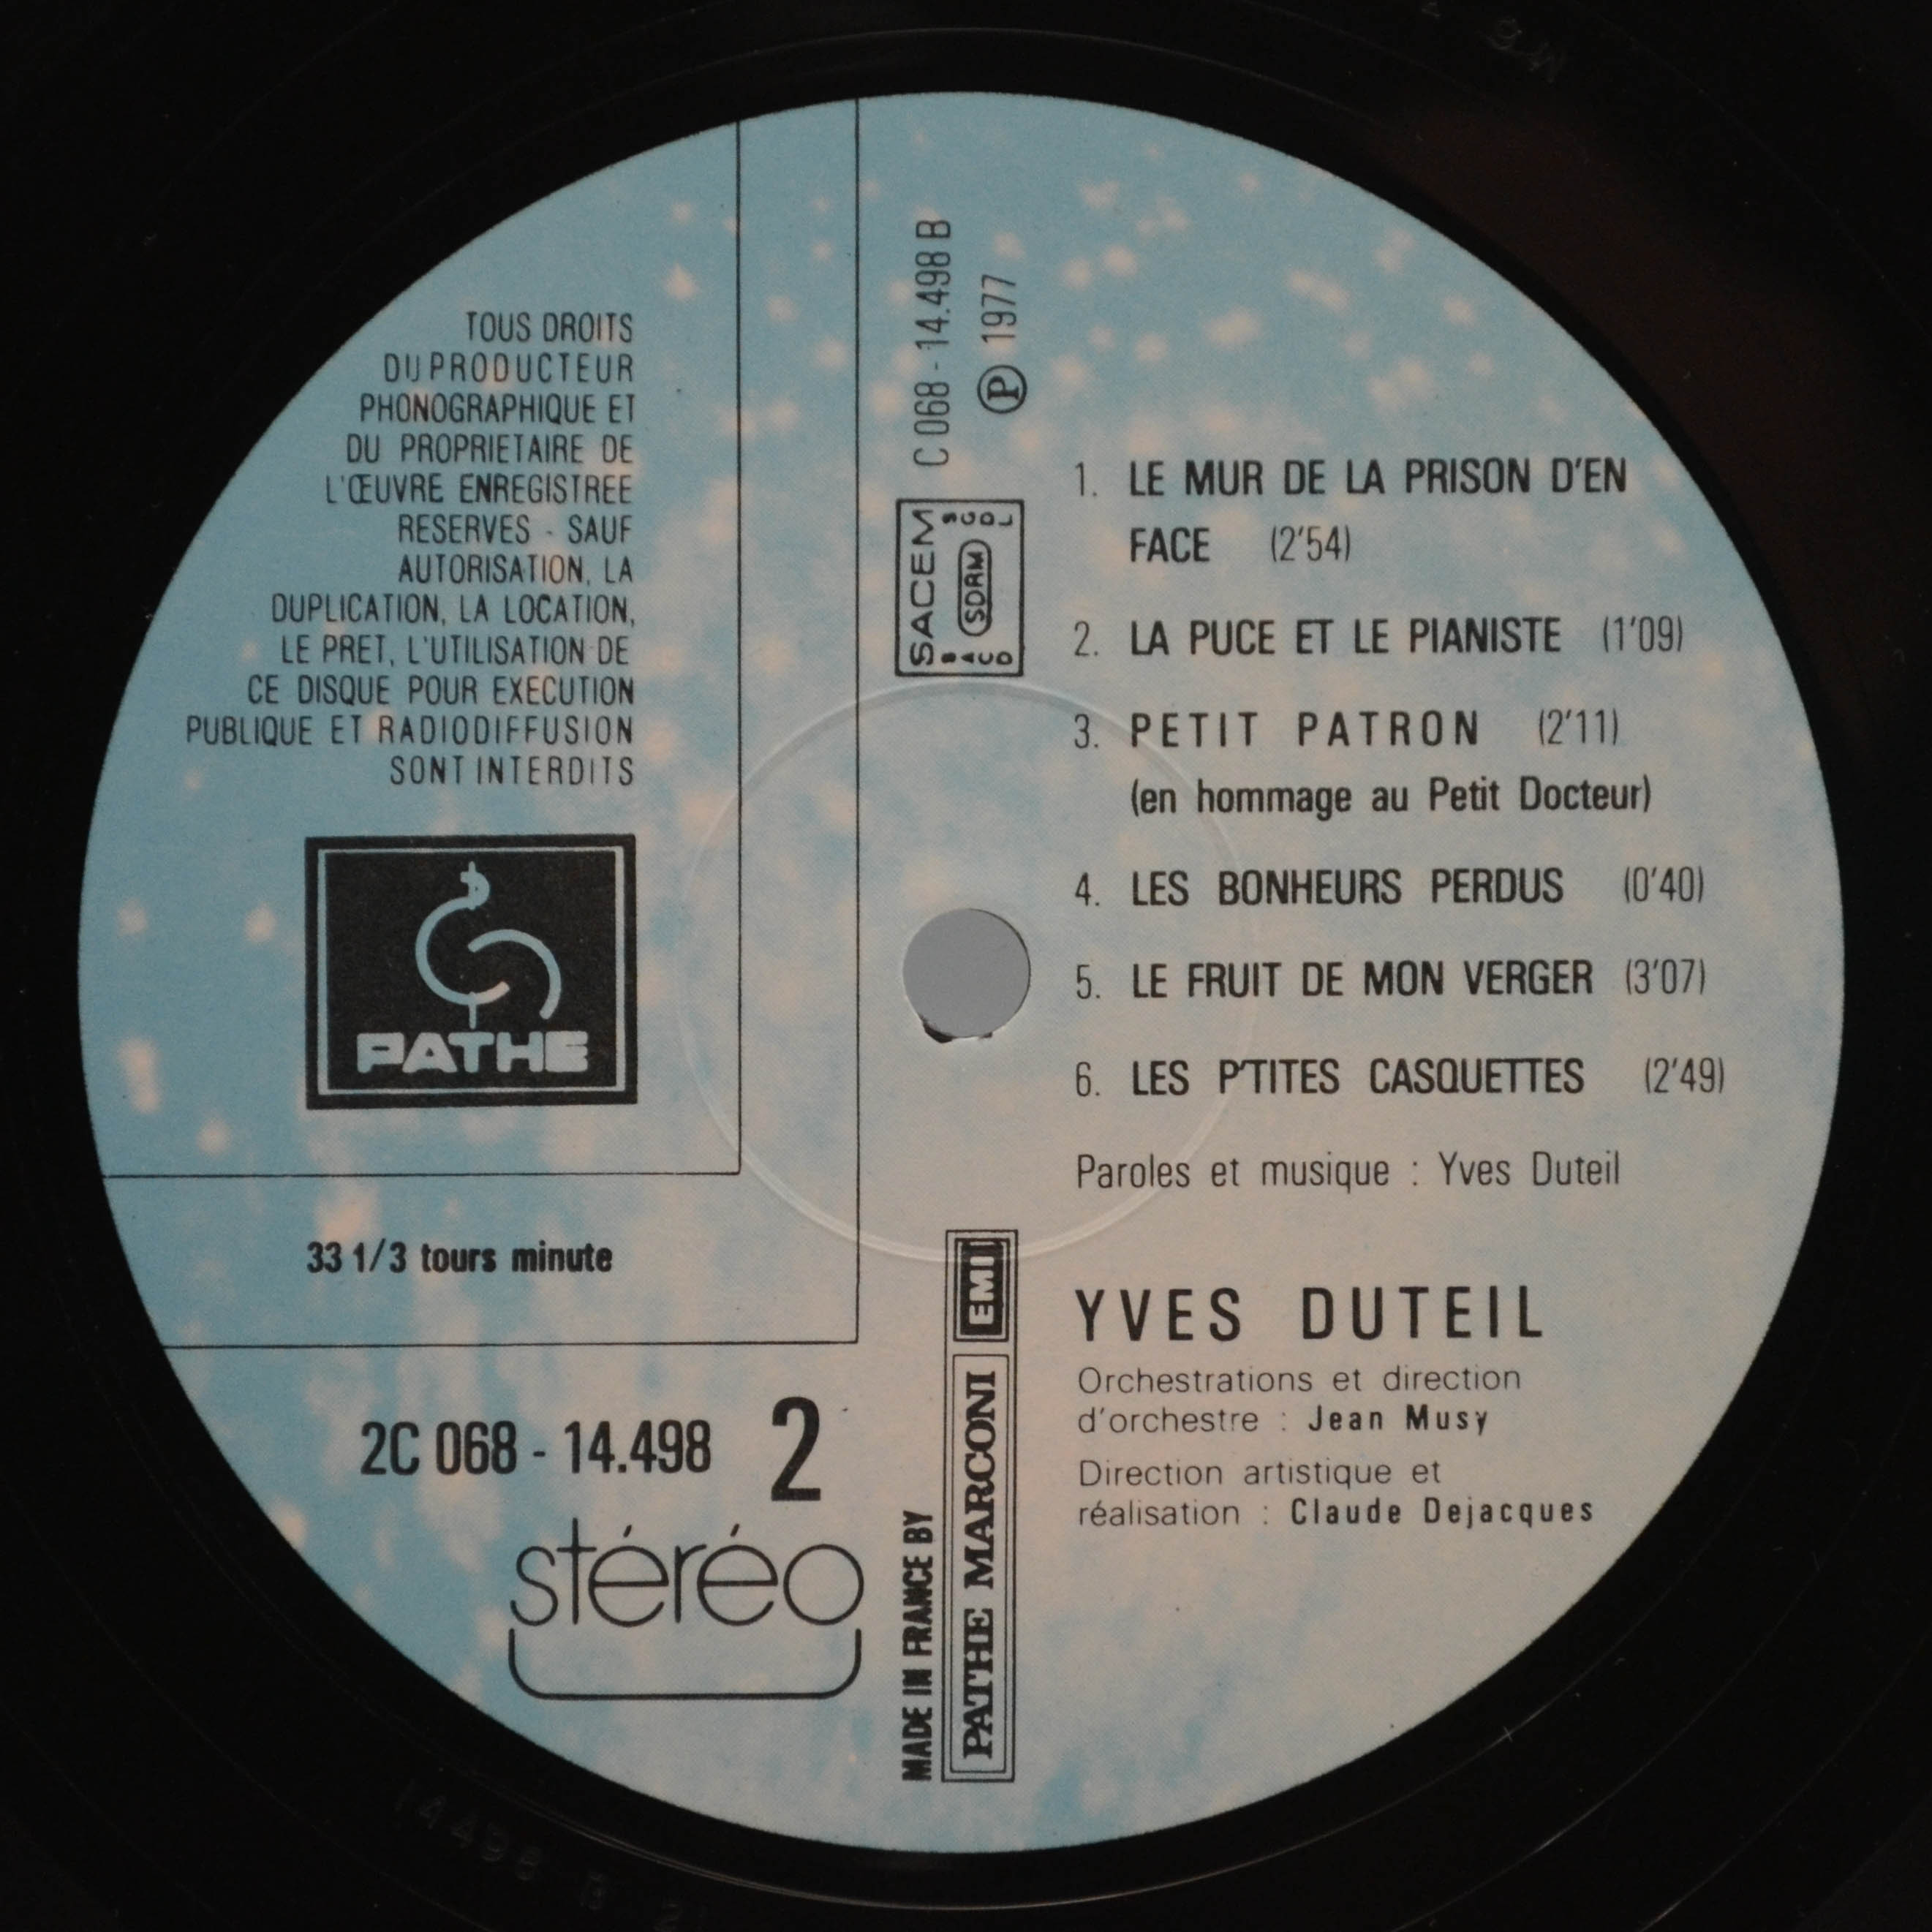 TOUS DROITS
DU PRODUCTEUR
PHONOGRAPHIQUE ET
DU PROPRIETAIRE DE
L'ŒUVRE ENREGISTREE
RESERVES - SAUF
AUTORISATION, LA
DUPLICATION, LA LOCATION,
LE PRET, L'UTILISATION DE
CE DISQUE POUR EXECUTION
PUBLIQUE ET RADIODIFFUSION
SONT INTERDITS
PATHE
33 1/3 tours minute
2C 068 - 14.498 2
stéréo
C 068 - 14.498 B
Ⓟ 1977
SACEM
SDRM
SGDL
SACD
1. LE MUR DE LA PRISON D'EN
FACE (2'54)
2. LA PUCE ET LE PIANISTE (1'09)
3. PETIT PATRON (2'11)
(en hommage au Petit Docteur)
4. LES BONHEURS PERDUS (0'40)
5. LE FRUIT DE MON VERGER (3'07)
6. LES P'TITES CASQUETTES (2'49)
Paroles et musique : Yves Duteil
YVES DUTEIL
Orchestrations et direction
d'orchestre : Jean Musy
Direction artistique et
réalisation : Claude Dejacques
MADE IN FRANCE BY
PATHE MARCONI EMI
14498 B 2